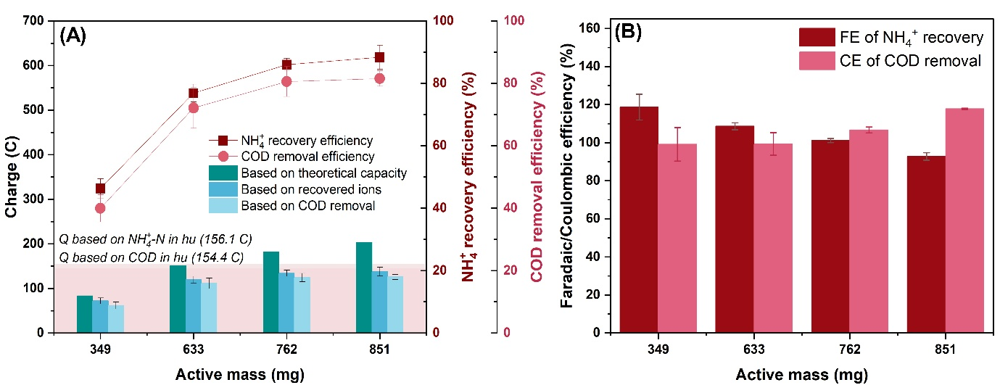 (A)
700
600
500
400
300
200
100
0
Charge (C)
NH₄⁺ recovery efficiency
COD removal efficiency
Based on theoretical capacity
Based on recovered ions
Based on COD removal
Q based on NH₄⁺-N in hu (156.1 C)
Q based on COD in hu (154.4 C)
349 633 762 851
Active mass (mg)
100
80
60
40
20
0
NH₄⁺ recovery efficiency (%)
100
80
60
40
20
0
COD removal efficiency (%)
(B)
160
140
120
100
80
60
40
20
0
Faradaic/Coulombic efficiency (%)
FE of NH₄⁺ recovery
CE of COD removal
349 633 762 851
Active mass (mg)